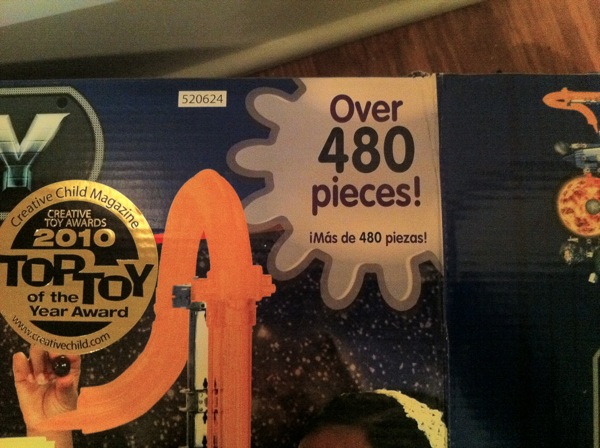 520624
Over
480
pieces!
¡Más de 480 piezas!
Y
Creative Child Magazine
CREATIVE
TOY AWARDS
2010
TOP TOY
of the
Year Award
www.creativechild.com